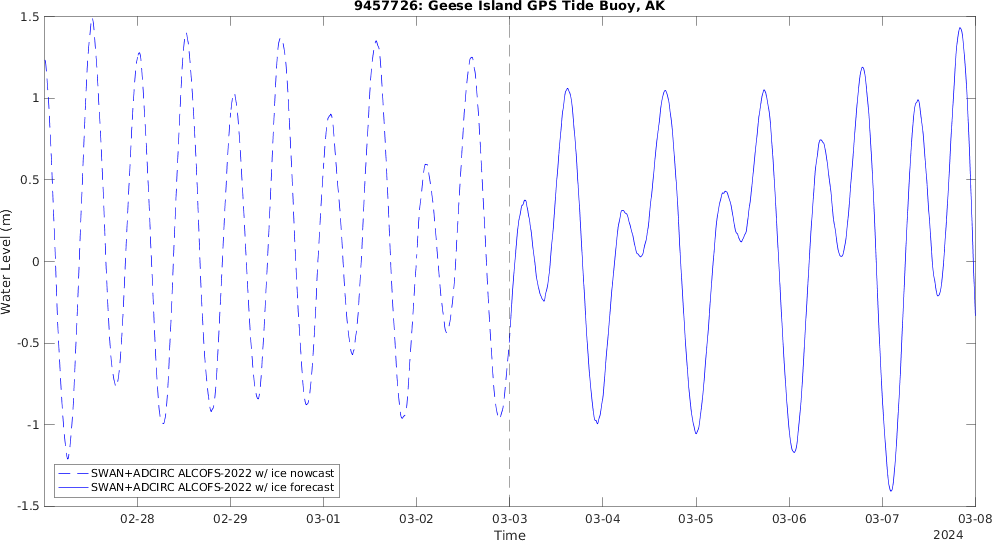 9457726: Geese Island GPS Tide Buoy, AK
Water Level (m)
1.5
1
0.5
0
-0.5
-1
-1.5
SWAN+ADCIRC ALCOFS-2022 w/ ice nowcast
SWAN+ADCIRC ALCOFS-2022 w/ ice forecast
02-28 02-29 03-01 03-02 03-03 03-04 03-05 03-06 03-07 03-08
Time
2024